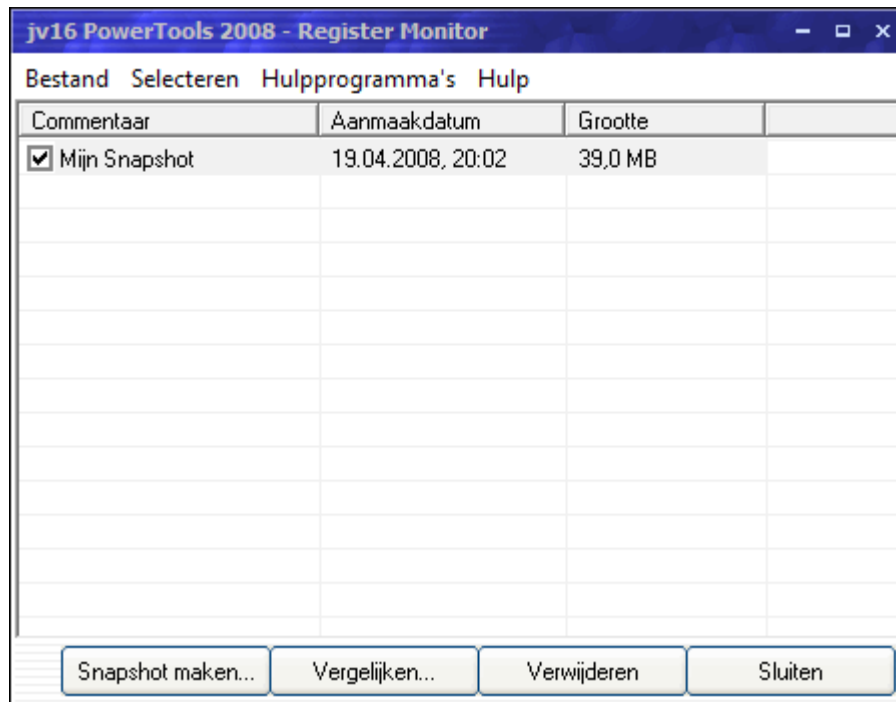 jv16 PowerTools 2008 - Register Monitor
Bestand Selecteren Hulpprogramma's Hulp
Commentaar Aanmaakdatum Grootte
Mijn Snapshot 19.04.2008, 20:02 39,0 MB
Snapshot maken... Vergelijken... Verwijderen Sluiten